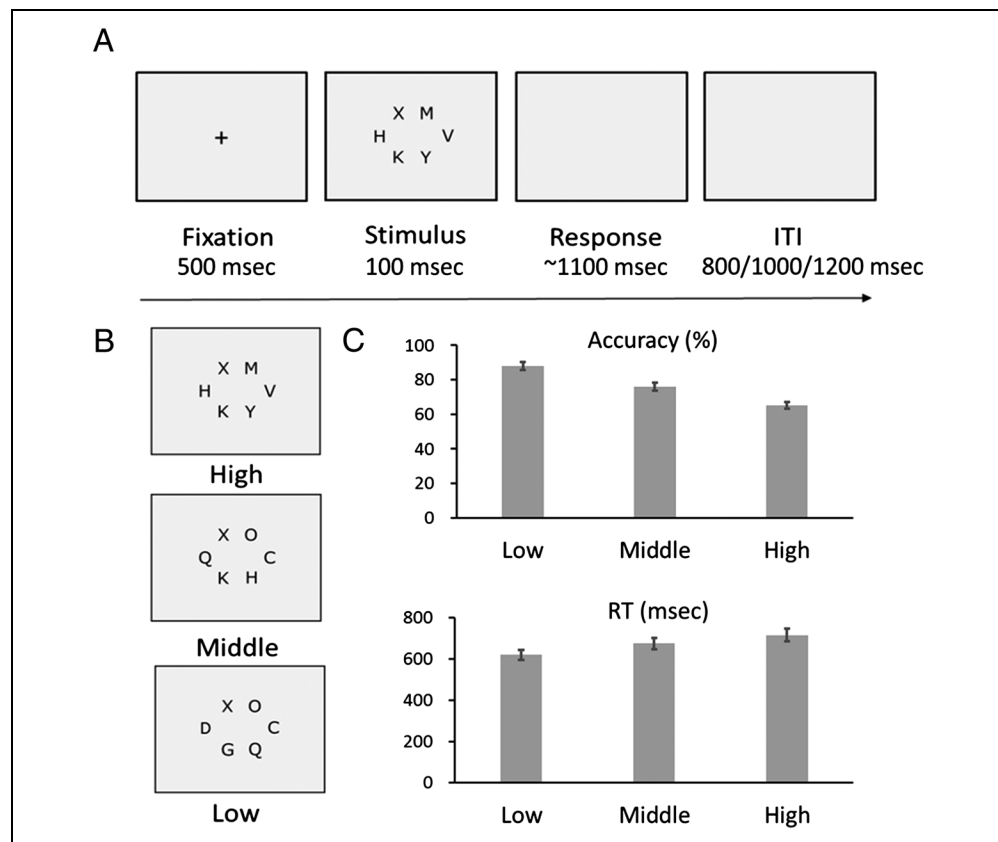 A
+
X M
H V
K Y
Fixation
500 msec
Stimulus
100 msec
Response
~1100 msec
ITI
800/1000/1200 msec
B
X M
H V
K Y
High
X O
Q C
K H
Middle
X O
D C
G Q
Low
C
Accuracy (%)
100
80
60
40
20
0
Low Middle High
RT (msec)
800
600
400
200
0
Low Middle High